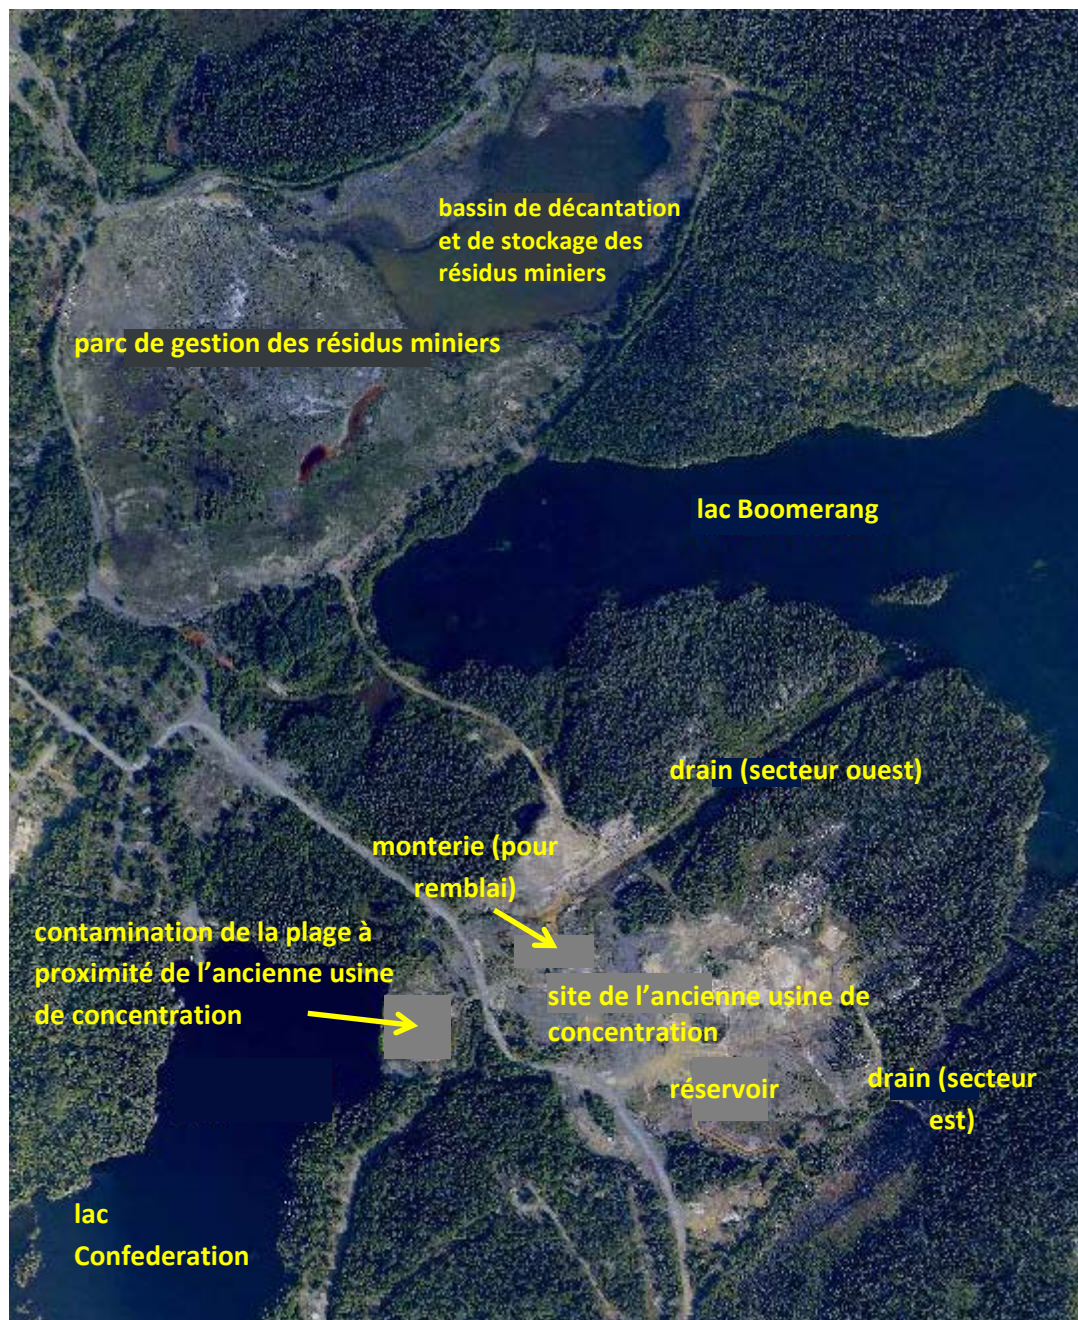 bassin de décantation
et de stockage des
résidus miniers
parc de gestion des résidus miniers
lac Boomerang
drain (secteur ouest)
monterie (pour
remblai)
contamination de la plage à
proximité de l’ancienne usine
de concentration
site de l’ancienne usine de
concentration
réservoir
drain (secteur
est)
lac
Confederation